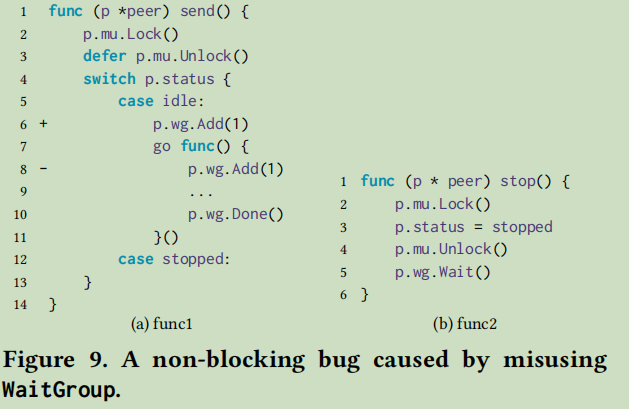 1 func (p *peer) send() {
2 p.mu.Lock()
3 defer p.mu.Unlock()
4 switch p.status {
5 case idle:
6 + p.wg.Add(1)
7 go func() {
8 - p.wg.Add(1)
9 ...
10 p.wg.Done()
11 }()
12 case stopped:
13 }
14 }
(a) func1
1 func (p * peer) stop() {
2 p.mu.Lock()
3 p.status = stopped
4 p.mu.Unlock()
5 p.wg.Wait()
6 }
(b) func2
Figure 9. A non-blocking bug caused by misusing
WaitGroup.